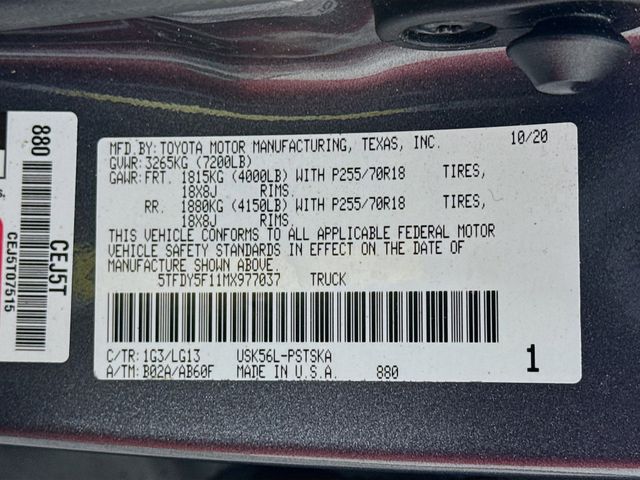 MFD.BY:TOYOTA MOTOR MANUFACTURING, TEXAS, INC. 10/20
GVWR:3265KG (7200LB)
GAWR:FRT. 1815KG (4000LB) WITH P255/70R18 TIRES,
18X8J RIMS.
RR. 1880KG (4150LB) WITH P255/70R18 TIRES,
18X8J RIMS.
THIS VEHICLE CONFORMS TO ALL APPLICABLE FEDERAL MOTOR
VEHICLE SAFETY STANDARDS IN EFFECT ON THE DATE OF
MANUFACTURE SHOWN ABOVE.
5TFDY5F11MX977037 TRUCK
C/TR:1G3/LG13 USK56L-PSTSKA
A/TM:B02A/AB60F MADE IN U.S.A. 880
1
880
CEJ5T
CEJ5T07515